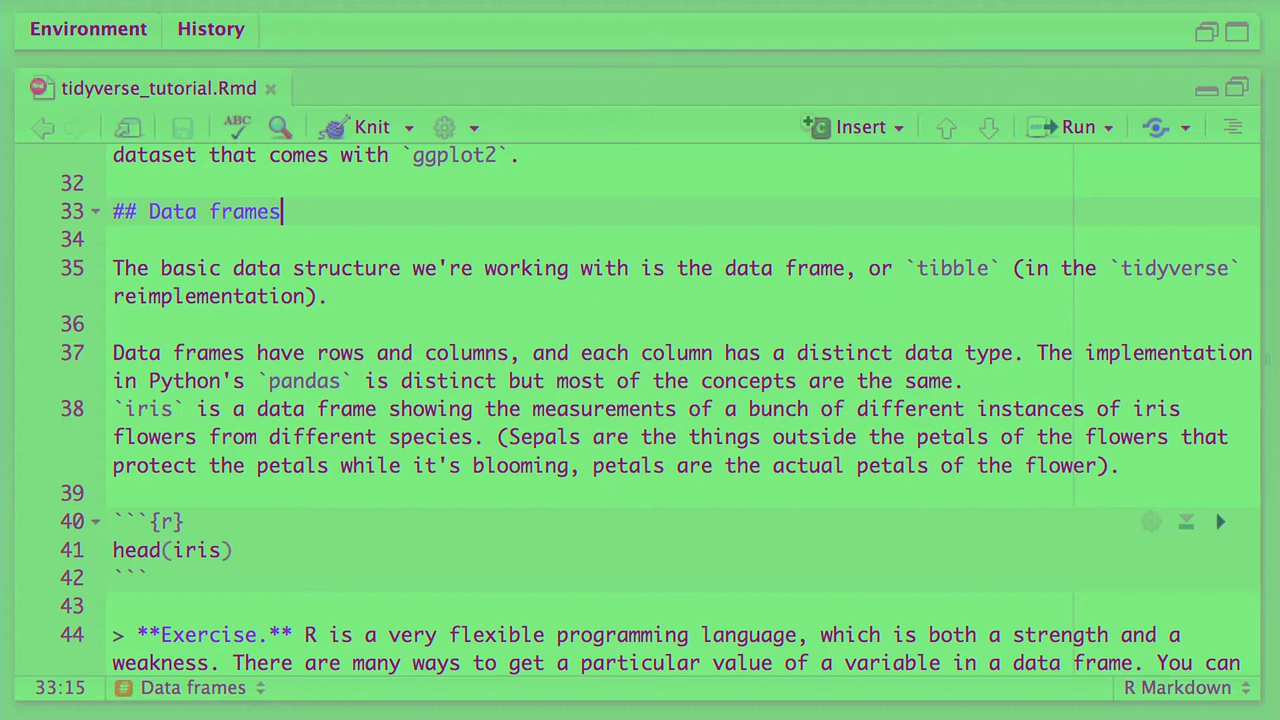 Environment History
tidyverse_tutorial.Rmd
ABC Knit Insert Run
dataset that comes with `ggplot2`.
32
33 ## Data frames
34
35 The basic data structure we're working with is the data frame, or `tibble` (in the `tidyverse`
reimplementation).
36
37 Data frames have rows and columns, and each column has a distinct data type. The implementation
in Python's `pandas` is distinct but most of the concepts are the same.
38 `iris` is a data frame showing the measurements of a bunch of different instances of iris
flowers from different species. (Sepals are the things outside the petals of the flowers that
protect the petals while it's blooming, petals are the actual petals of the flower).
39
40 ```{r}
41 head(iris)
42 ```
43
44 > **Exercise.** R is a very flexible programming language, which is both a strength and a
weakness. There are many ways to get a particular value of a variable in a data frame. You can
33:15 # Data frames R Markdown